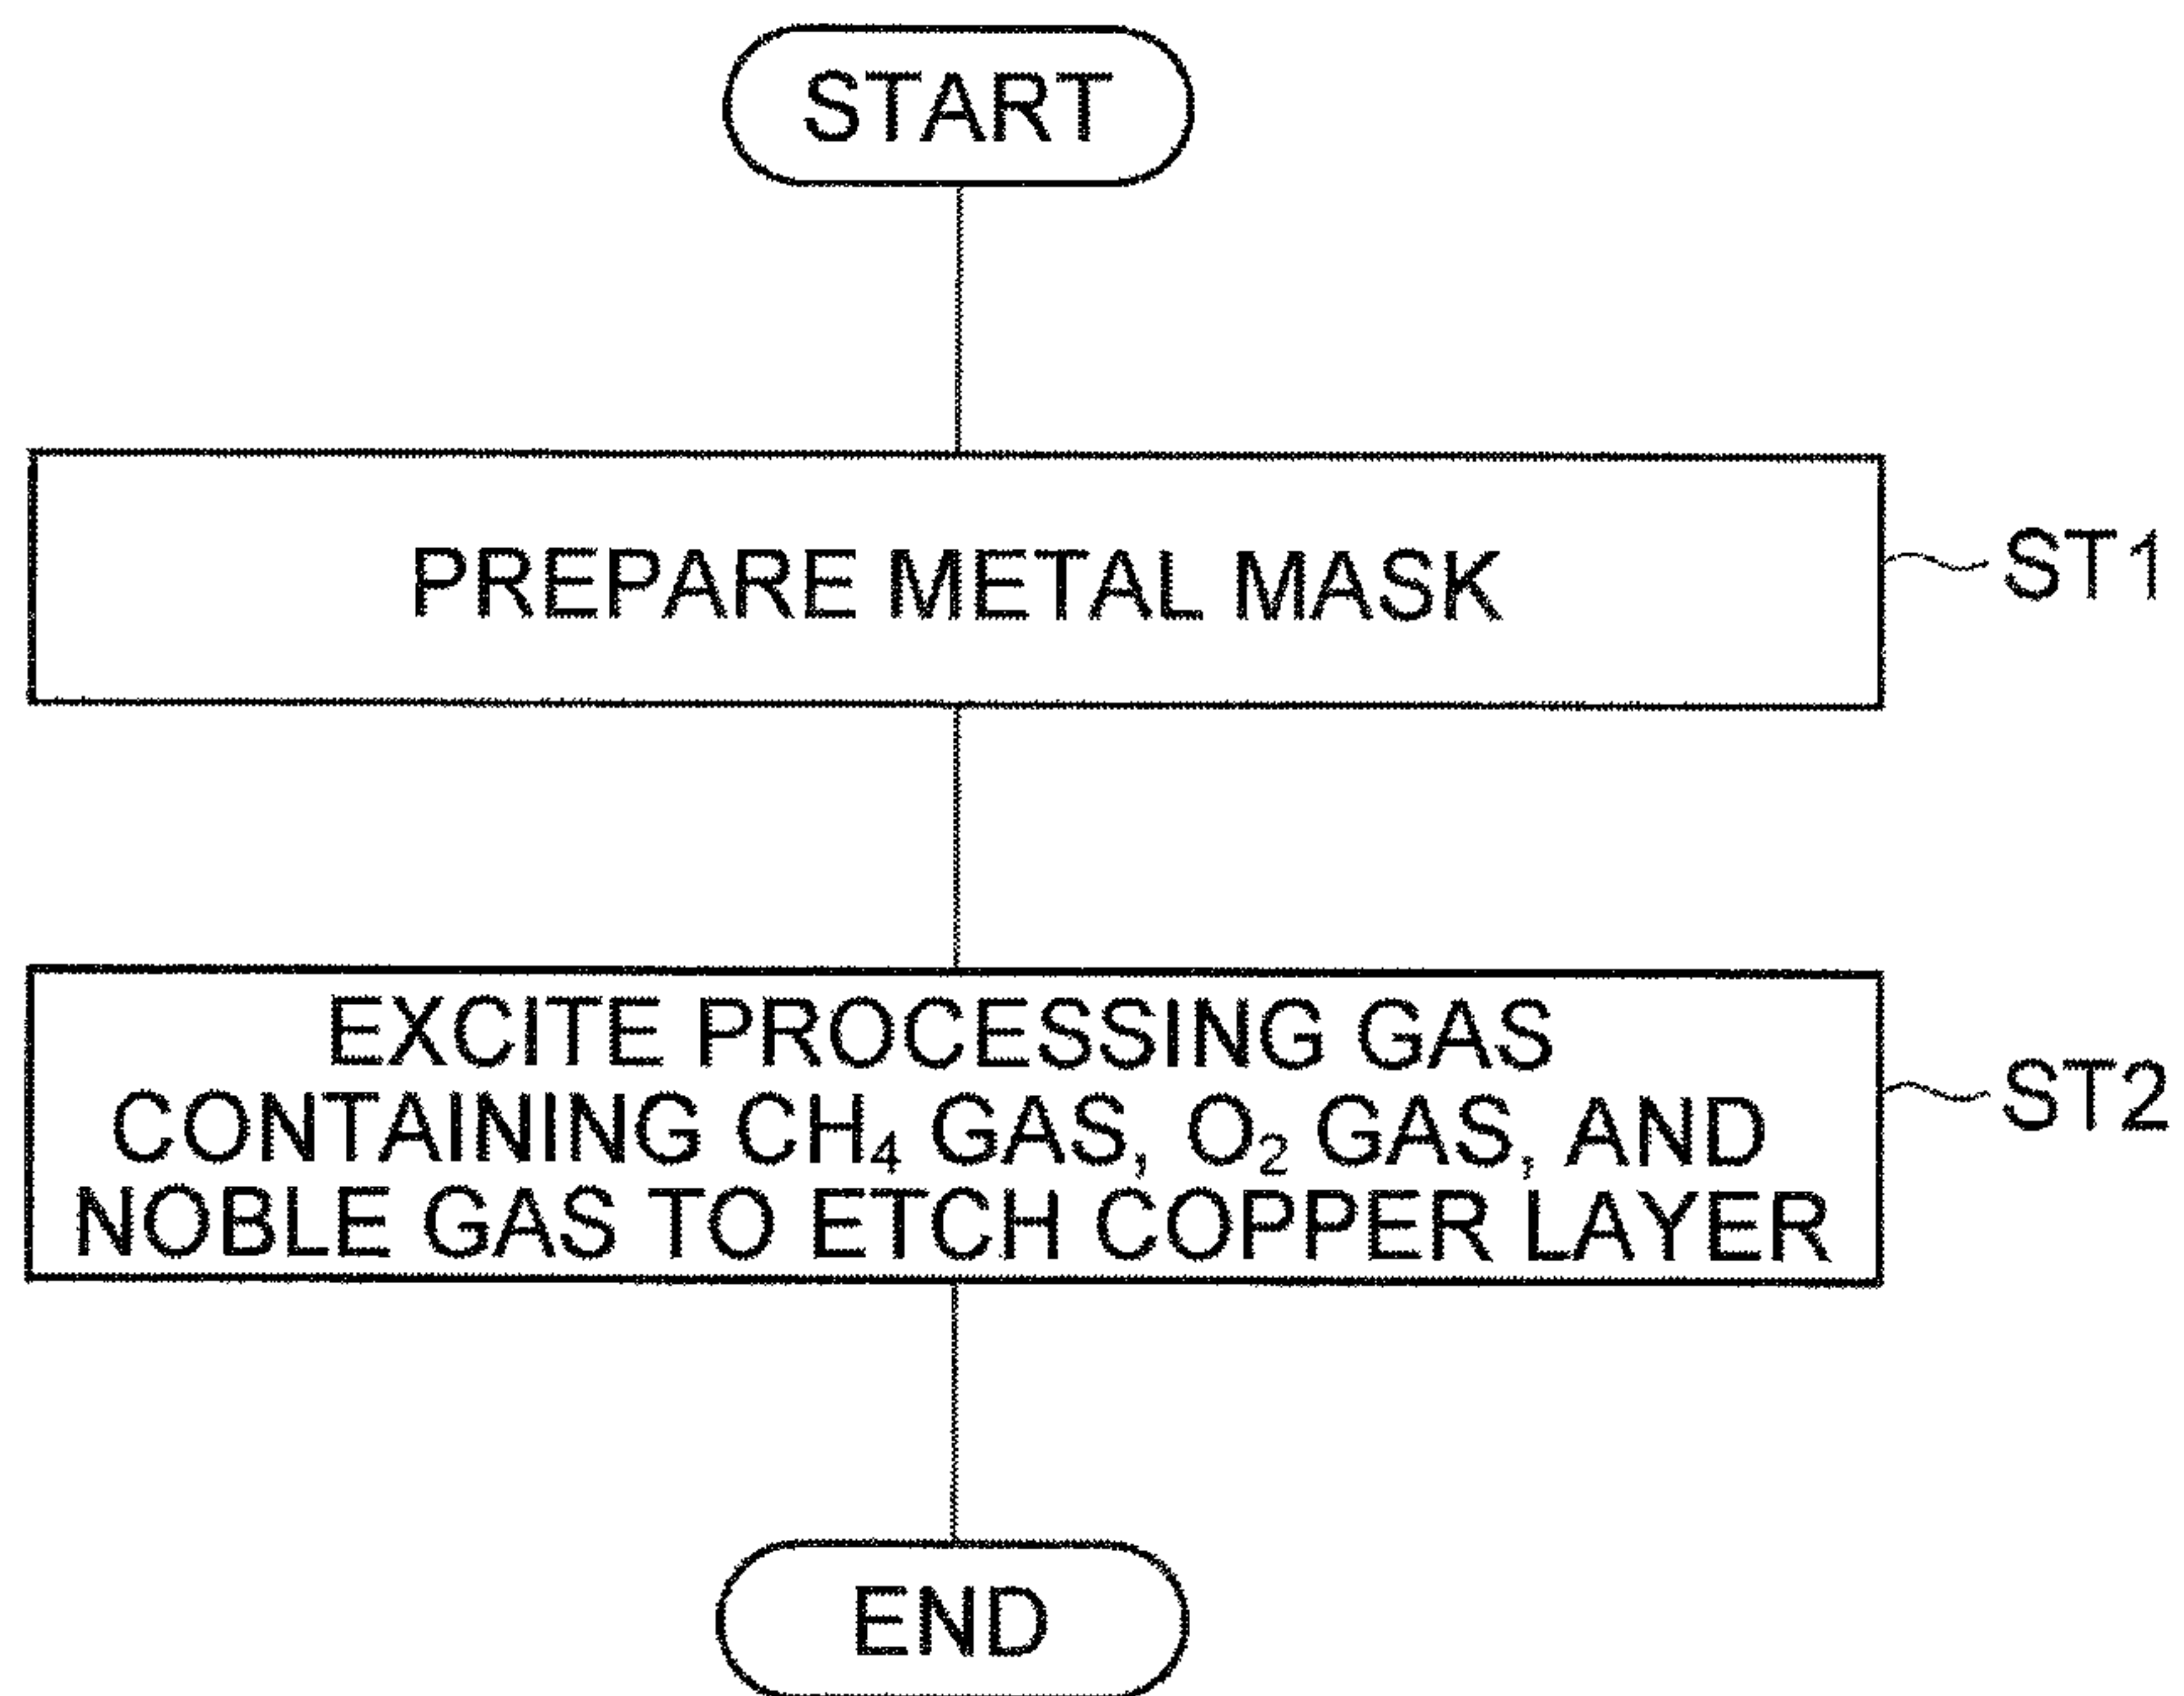 START
PREPARE METAL MASK
ST1
EXCITE PROCESSING GAS
CONTAINING CH₄ GAS, O₂ GAS, AND
NOBLE GAS TO ETCH COPPER LAYER
ST2
END